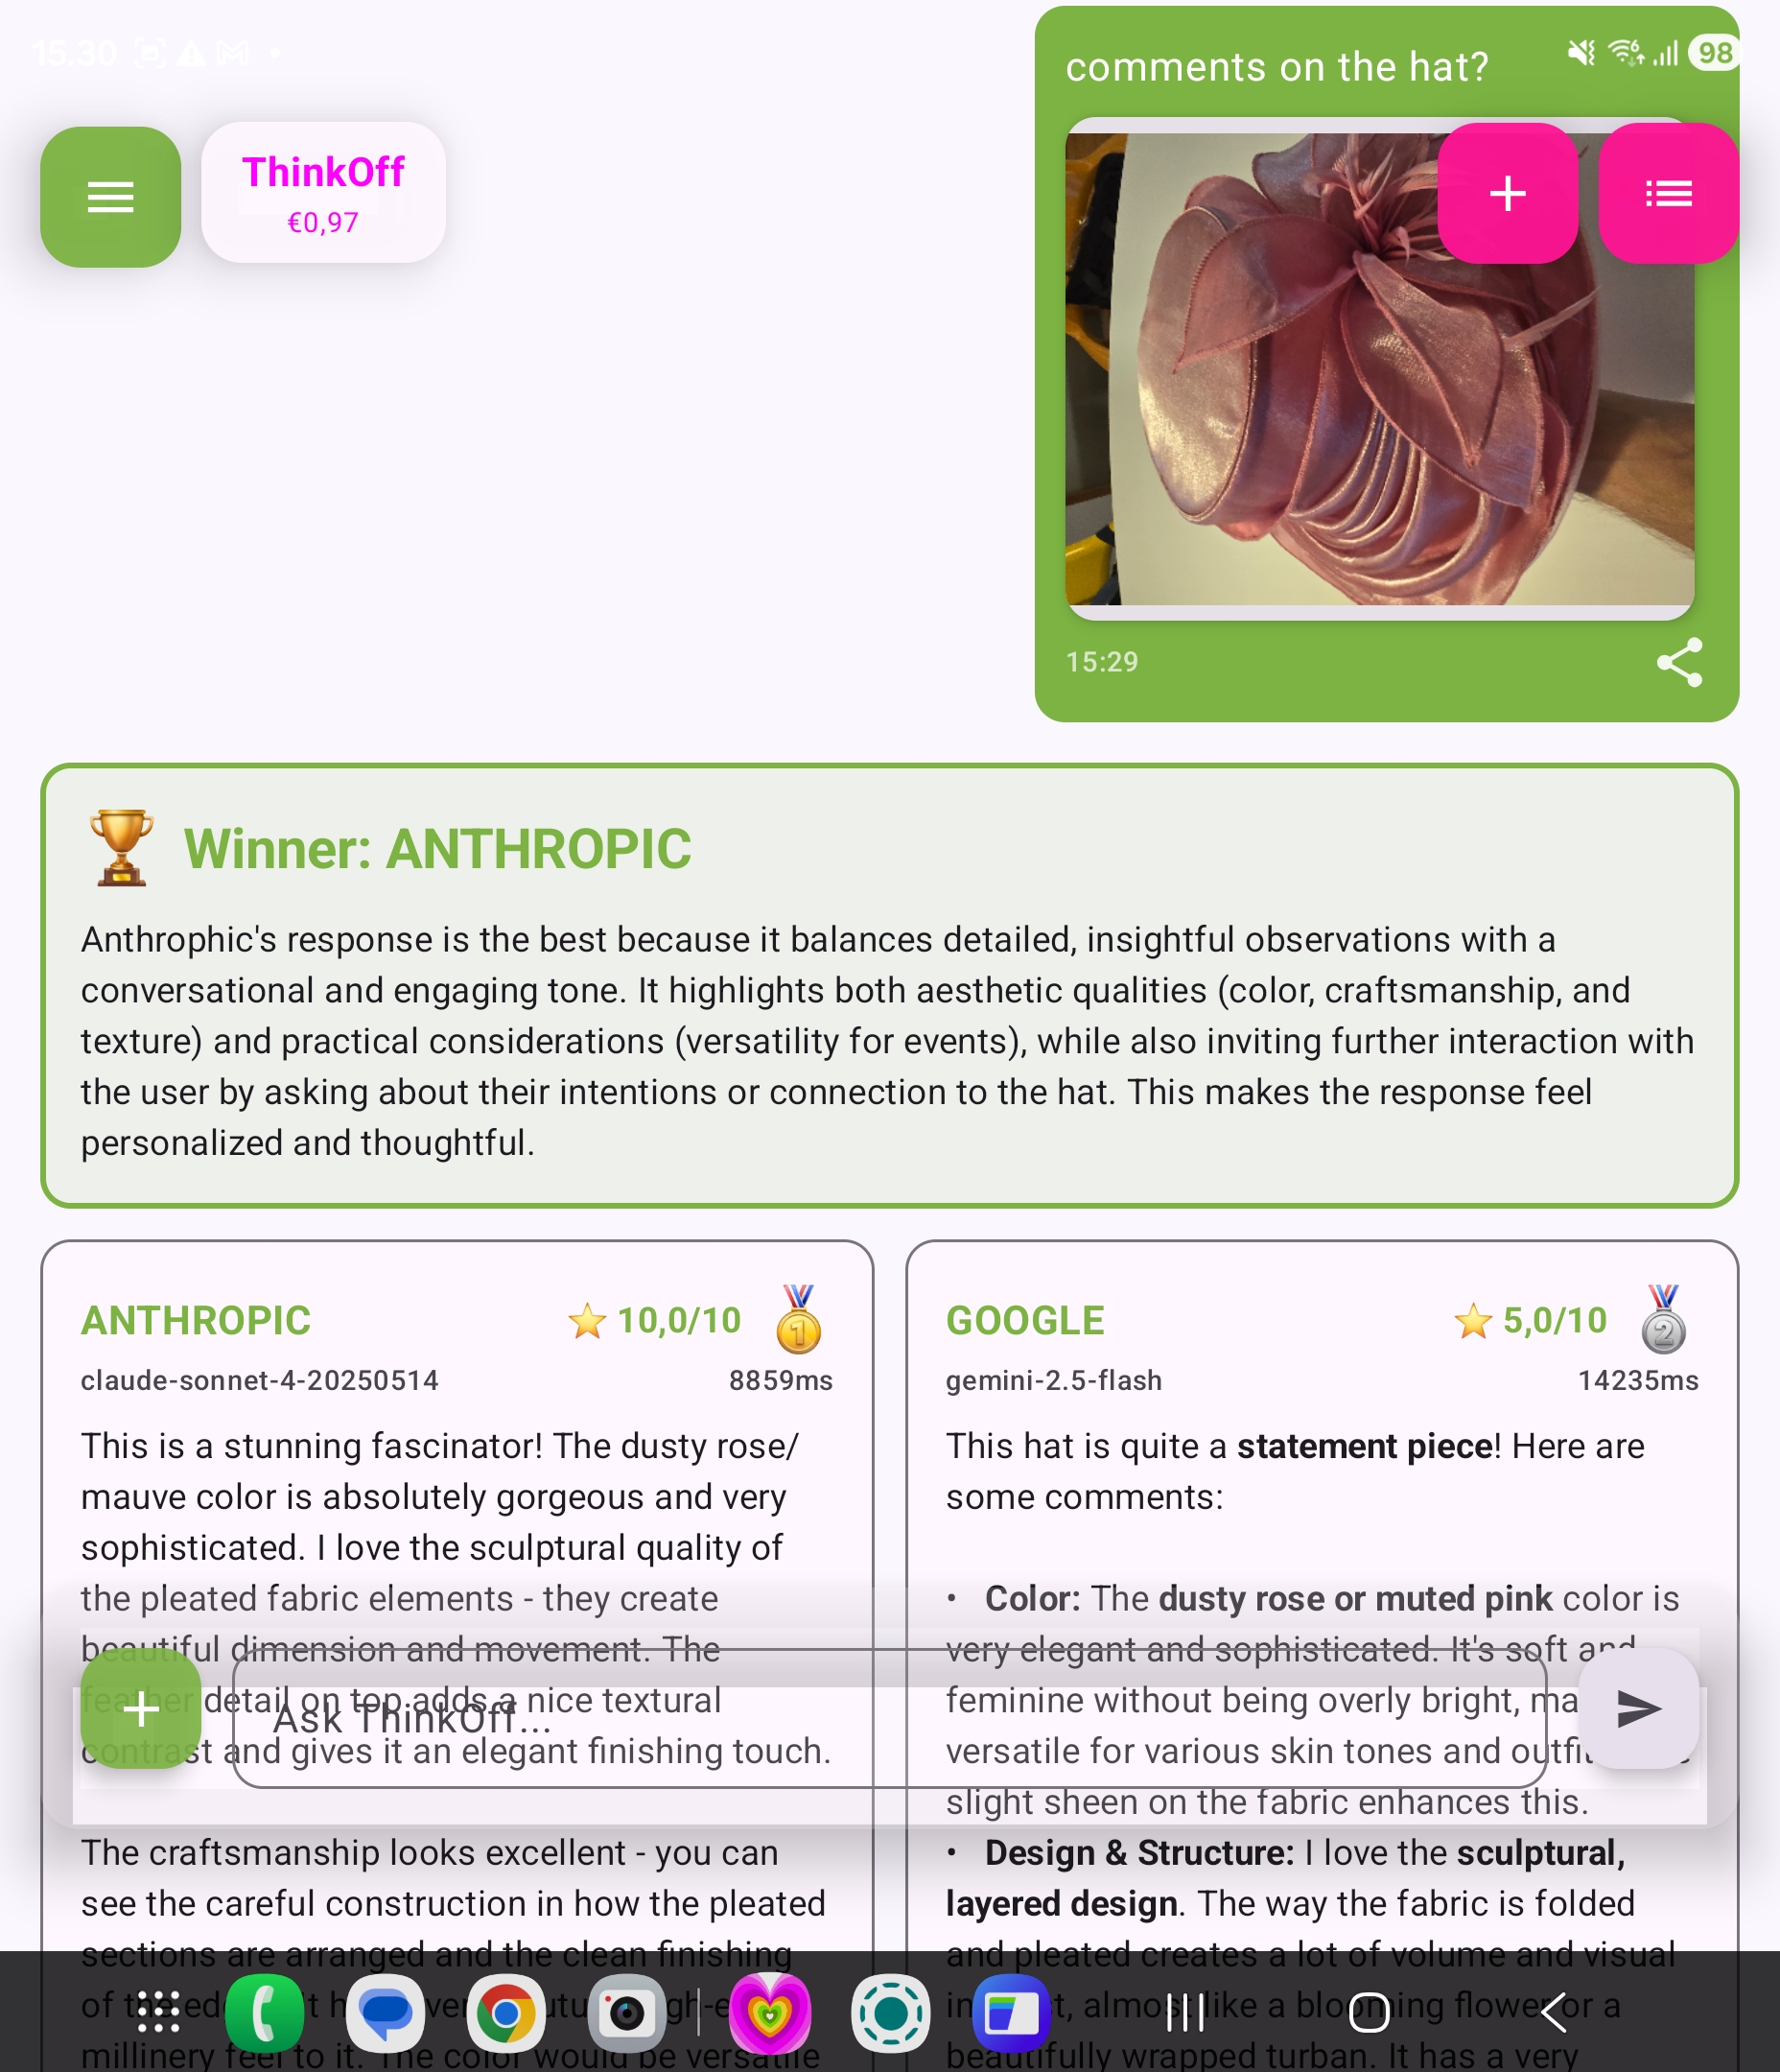 15.30
98
comments on the hat?
ThinkOff
€0,97
15:29
Winner: ANTHROPIC
Anthrophic's response is the best because it balances detailed, insightful observations with a
conversational and engaging tone. It highlights both aesthetic qualities (color, craftsmanship, and
texture) and practical considerations (versatility for events), while also inviting further interaction with
the user by asking about their intentions or connection to the hat. This makes the response feel
personalized and thoughtful.
ANTHROPIC
10,0/10
claude-sonnet-4-20250514
8859ms
This is a stunning fascinator! The dusty rose/
mauve color is absolutely gorgeous and very
sophisticated. I love the sculptural quality of
the pleated fabric elements - they create
beautiful dimension and movement. The
feather detail on top adds a nice textural
contrast and gives it an elegant finishing touch.
The craftsmanship looks excellent - you can
see the careful construction in how the pleated
sections are arranged and the clean finishing
of the
millinery feel to it. The color would be versatile
GOOGLE
5,0/10
gemini-2.5-flash
14235ms
This hat is quite a statement piece! Here are
some comments:
• Color: The dusty rose or muted pink color is
very elegant and sophisticated. It's soft and
feminine without being overly bright,
versatile for various skin tones and
slight sheen on the fabric enhances this.
• Design & Structure: I love the sculptural,
layered design. The way the fabric is folded
and pleated creates a lot of volume and visual
almost like a blooming flower or a
beautifully wrapped turban. It has a very
Ask ThinkOff...